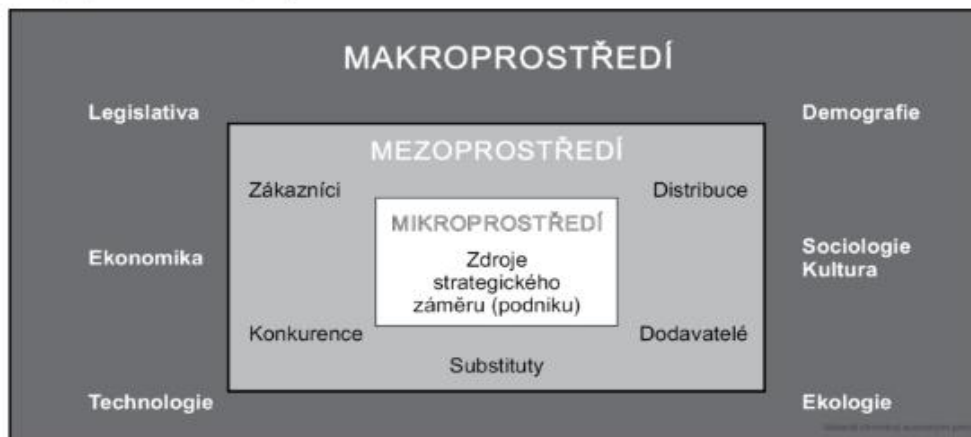 MAKROPROSTŘEDÍ
Legislativa
Demografie
MEZOPROSTŘEDÍ
Zákazníci
Distribuce
MIKROPROSTŘEDÍ
Zdroje
strategického
záměru (podniku)
Ekonomika
Sociologie
Kultura
Konkurence
Dodavatelé
Substituty
Technologie
Ekologie